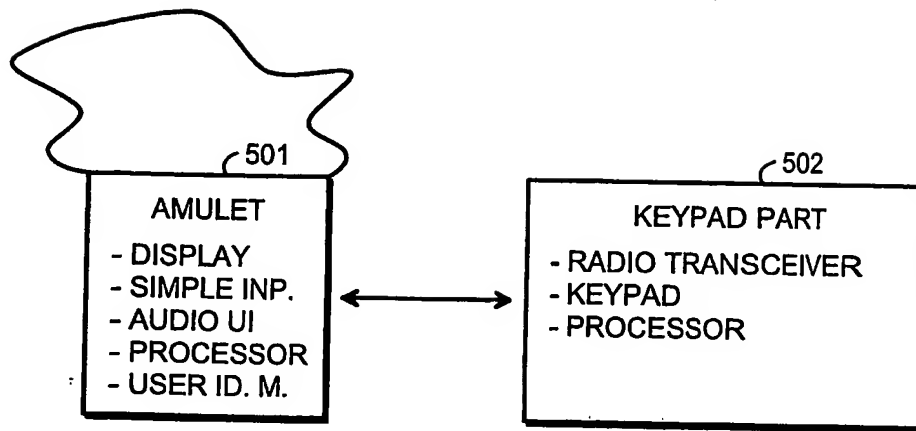 501
AMULET
- DISPLAY
- SIMPLE INP.
- AUDIO UI
- PROCESSOR
- USER ID. M.
502
KEYPAD PART
- RADIO TRANSCEIVER
- KEYPAD
- PROCESSOR